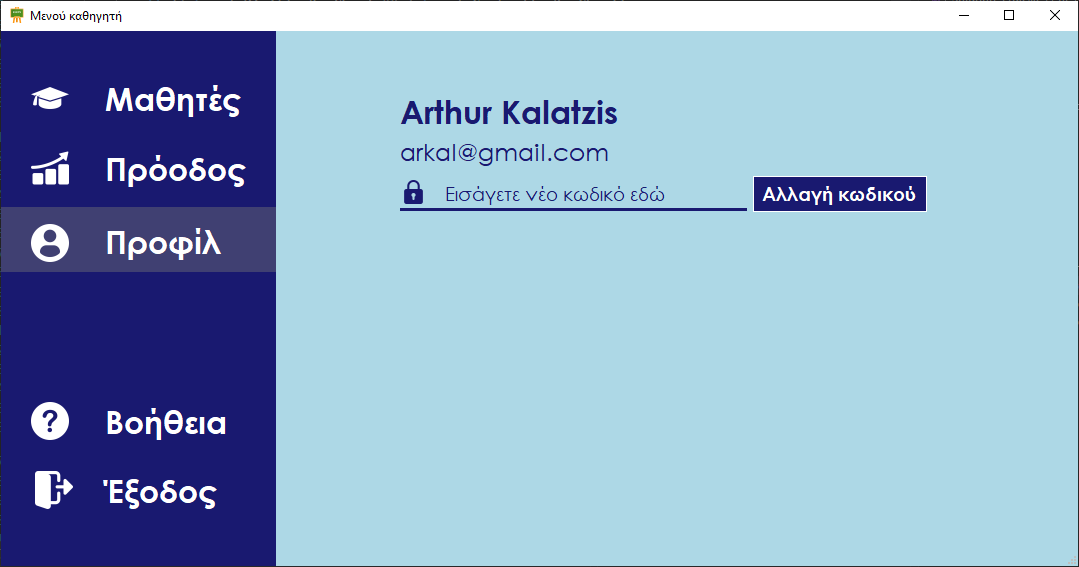 Μενού καθηγητή
Μαθητές
Πρόοδος
Προφίλ
Βοήθεια
Έξοδος
Arthur Kalatzis
arkal@gmail.com
Εισάγετε νέο κωδικό εδώ
Αλλαγή κωδικού